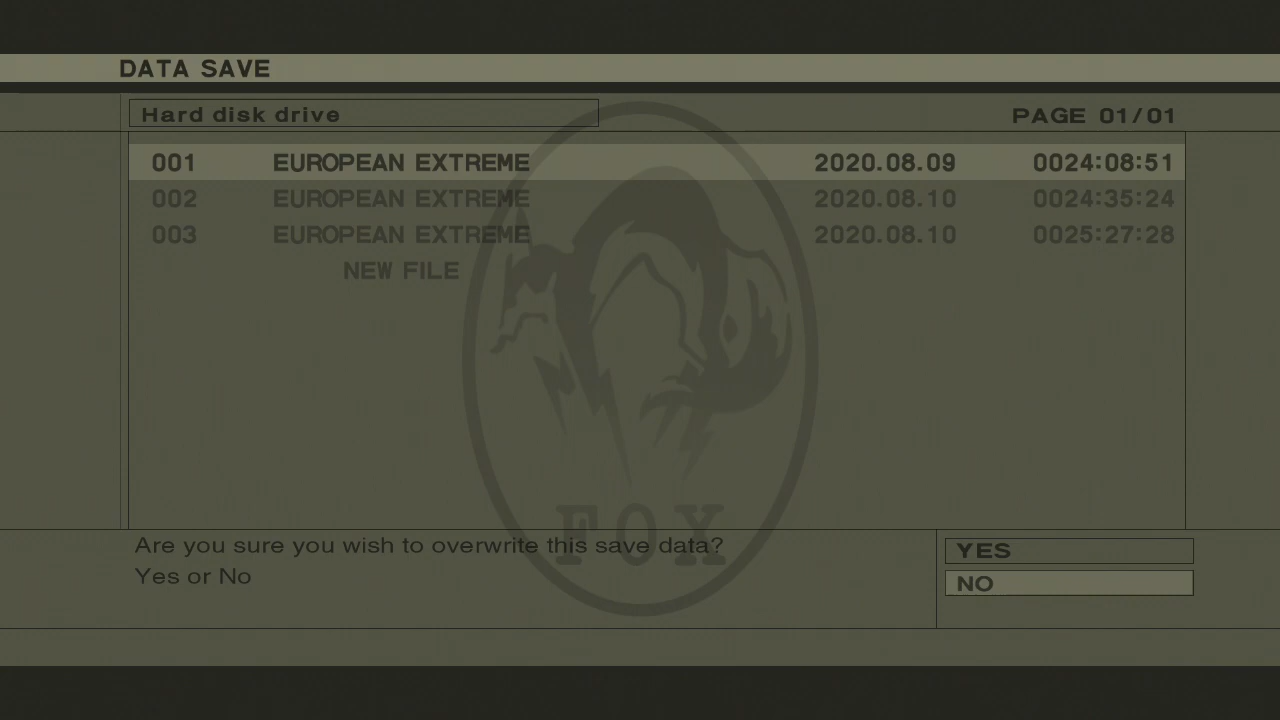 DATA SAVE
Hard disk drive PAGE 01/01
001 EUROPEAN EXTREME 2020.08.09 0024:08:51
002 EUROPEAN EXTREME 2020.08.10 0024:35:24
003 EUROPEAN EXTREME 2020.08.10 0025:27:28
NEW FILE
FOX
Are you sure you wish to overwrite this save data?
Yes or No
YES
NO